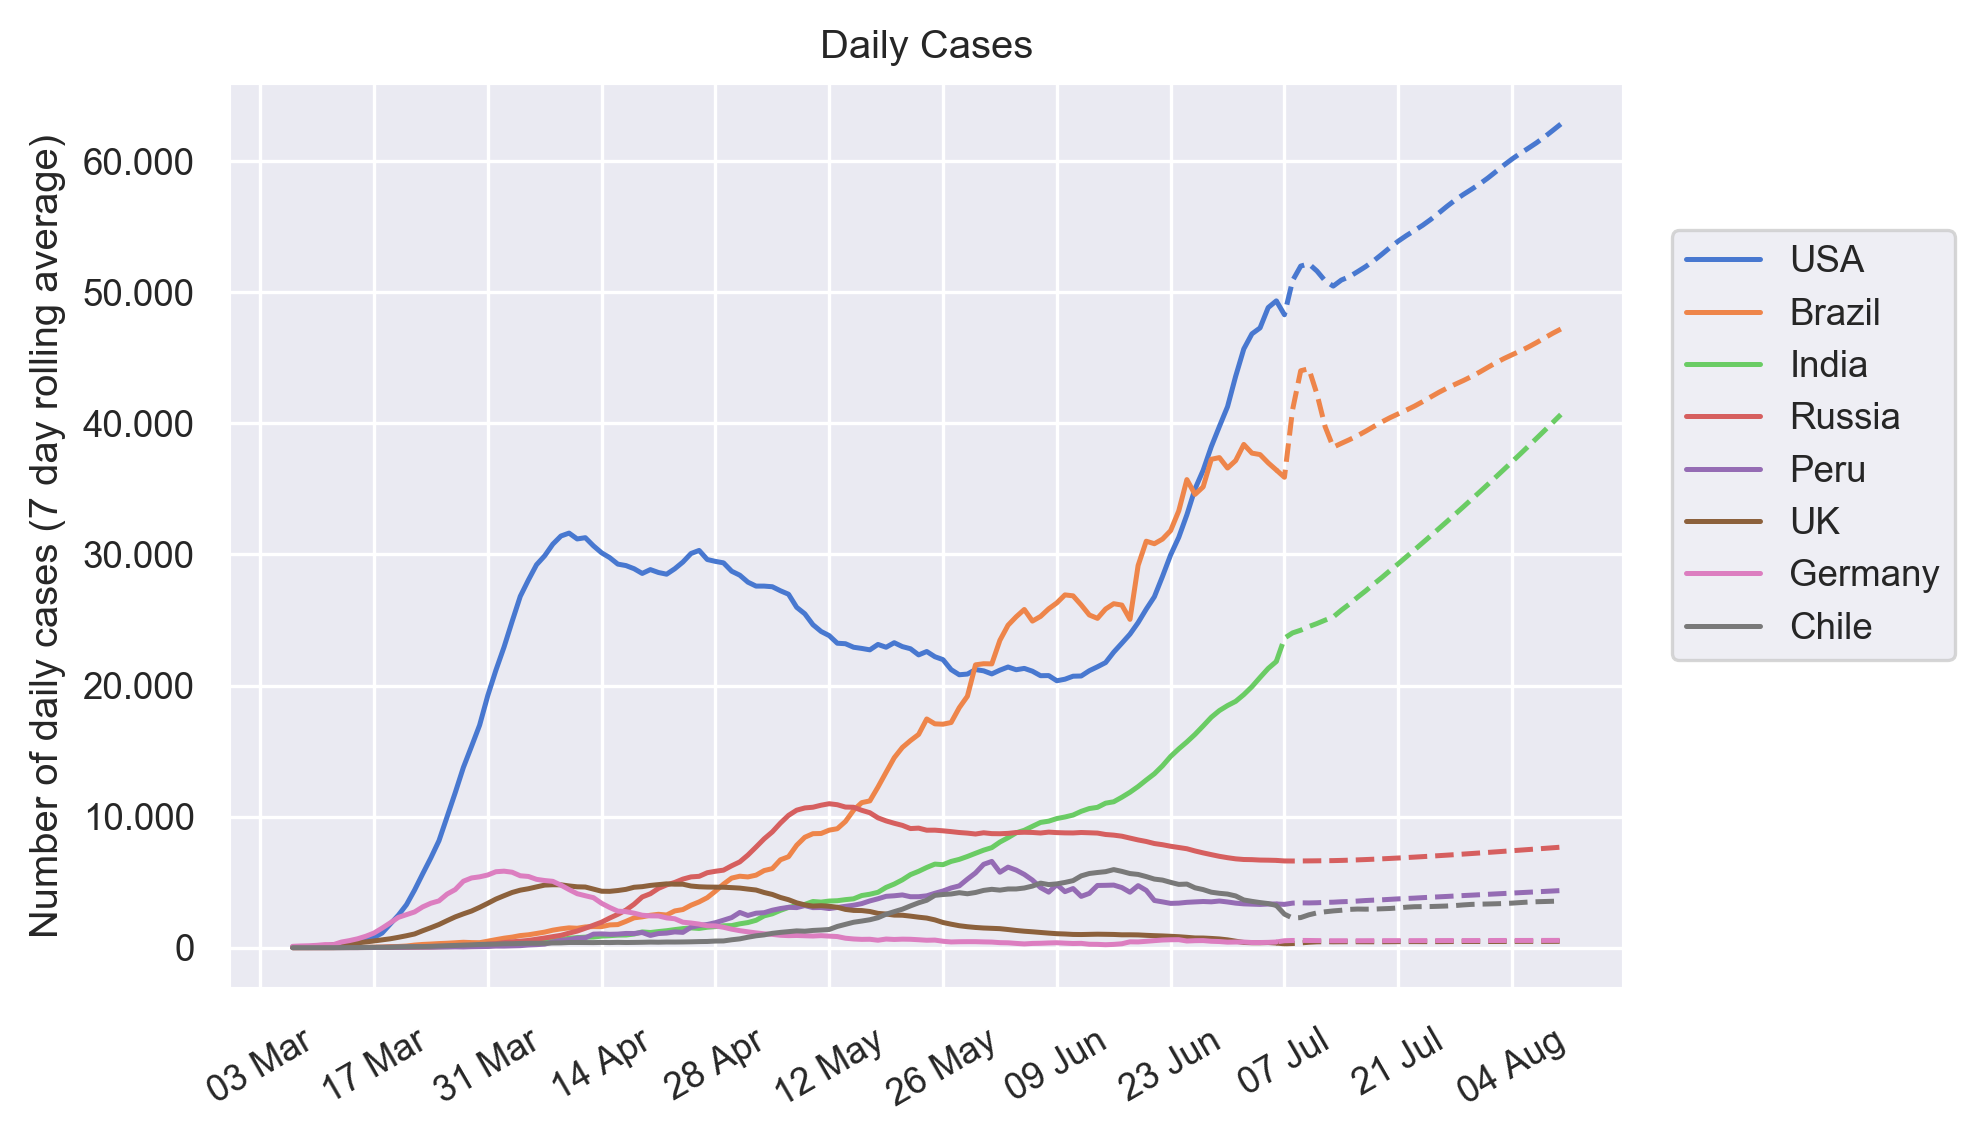 Daily Cases
Number of daily cases (7 day rolling average)
60.000
50.000
40.000
30.000
20.000
10.000
0
03 Mar
17 Mar
31 Mar
14 Apr
28 Apr
12 May
26 May
09 Jun
23 Jun
07 Jul
21 Jul
04 Aug
USA
Brazil
India
Russia
Peru
UK
Germany
Chile